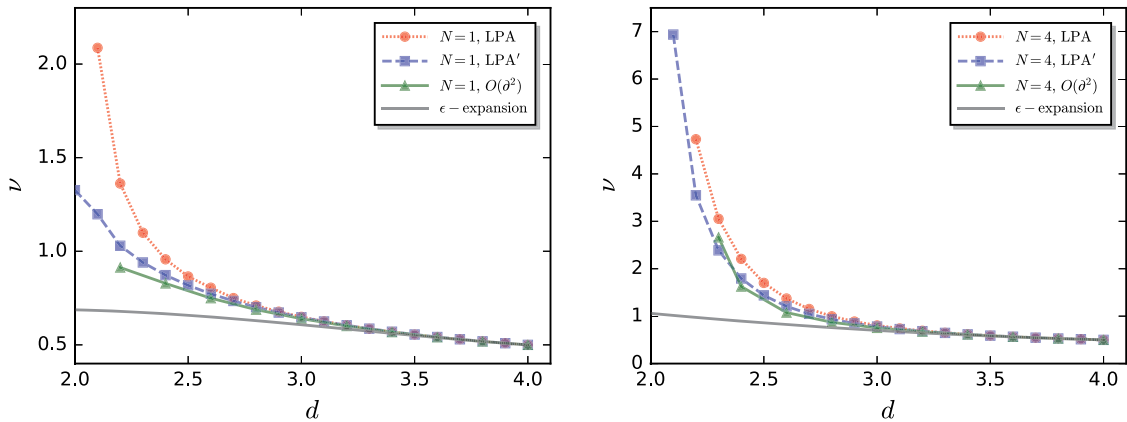 N = 1, LPA
N = 1, LPA′
N = 1, O(∂²)
ϵ − expansion
2.0
1.5
1.0
0.5
ν
2.0 2.5 3.0 3.5 4.0
d
N = 4, LPA
N = 4, LPA′
N = 4, O(∂²)
ϵ − expansion
7
6
5
4
3
2
1
0
ν
2.0 2.5 3.0 3.5 4.0
d